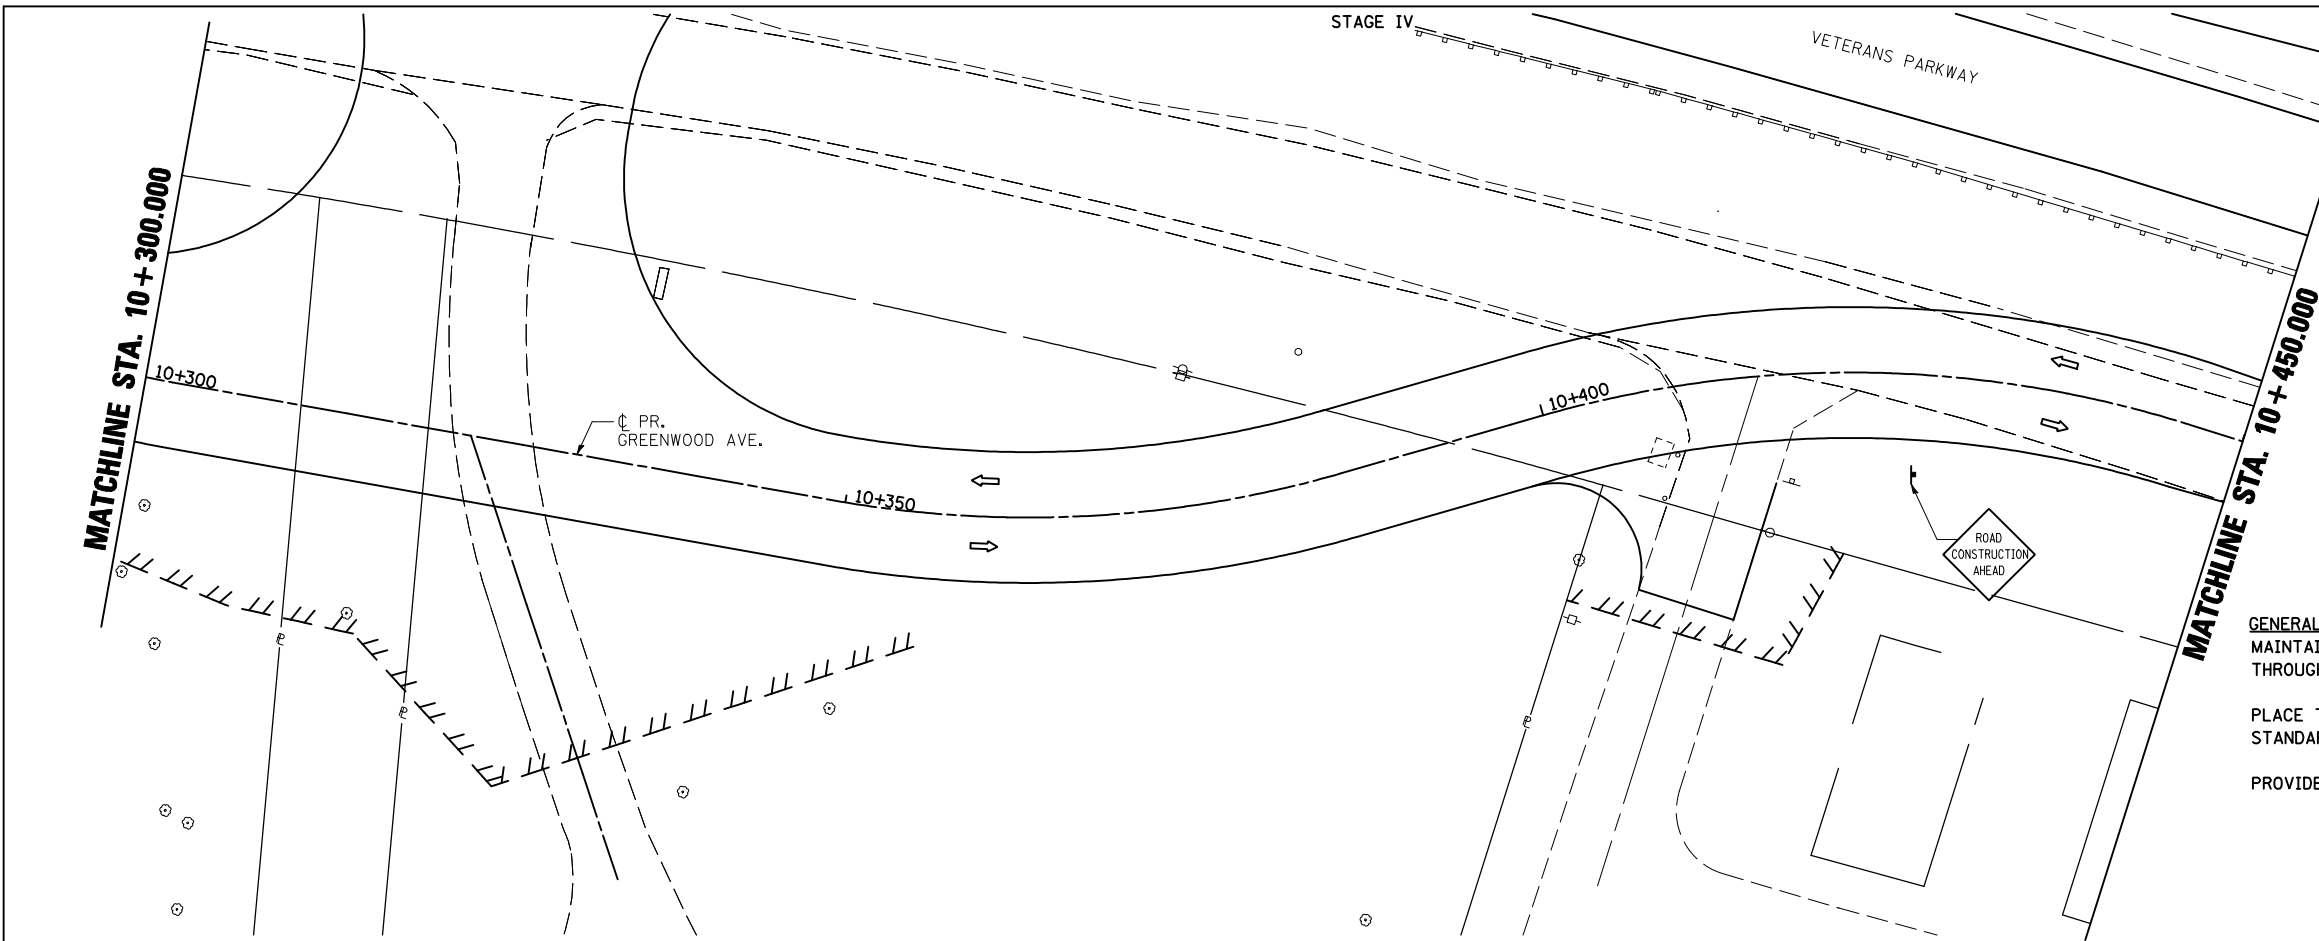 STAGE IV
VETERANS PARKWAY
MATCHLINE STA. 10+300.000
10+300
℄ PR.
GREENWOOD AVE.
10+350
10+400
MATCHLINE STA. 10+450.000
ROAD
CONSTRUCTION
AHEAD
℄
℄
℄
GENERAL
MAINTAI
THROUGH
PLACE T
STANDAR
PROVIDE